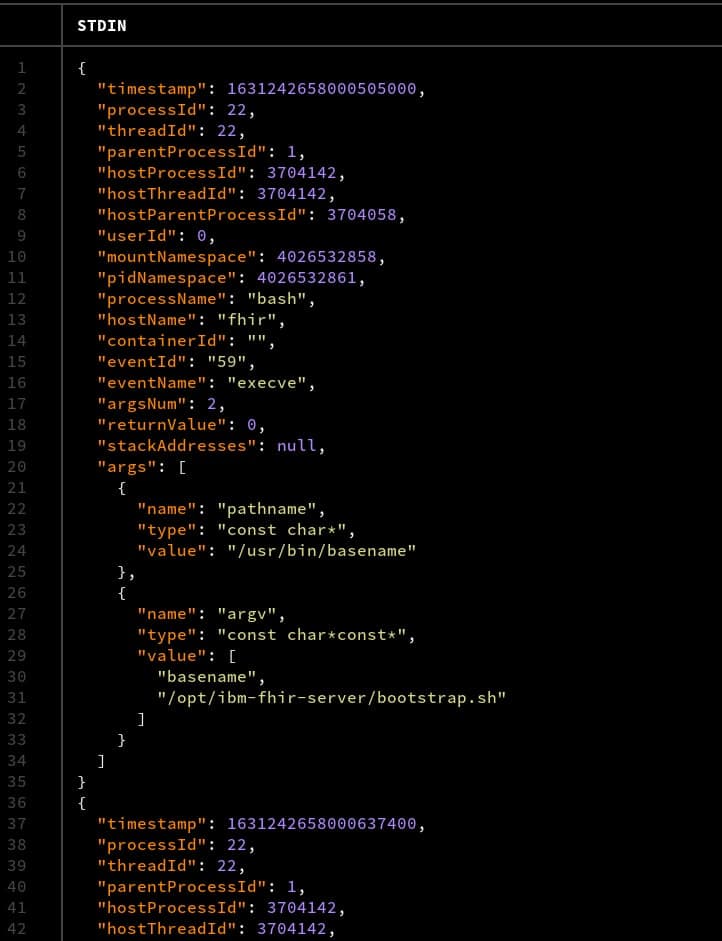 STDIN
1 {
2   "timestamp": 1631242658000505000,
3   "processId": 22,
4   "threadId": 22,
5   "parentProcessId": 1,
6   "hostProcessId": 3704142,
7   "hostThreadId": 3704142,
8   "hostParentProcessId": 3704058,
9   "userId": 0,
10   "mountNamespace": 4026532858,
11   "pidNamespace": 4026532861,
12   "processName": "bash",
13   "hostName": "fhir",
14   "containerId": "",
15   "eventId": "59",
16   "eventName": "execve",
17   "argsNum": 2,
18   "returnValue": 0,
19   "stackAddresses": null,
20   "args": [
21     {
22       "name": "pathname",
23       "type": "const char*",
24       "value": "/usr/bin/basename"
25     },
26     {
27       "name": "argv",
28       "type": "const char*const*",
29       "value": [
30         "basename",
31         "/opt/ibm-fhir-server/bootstrap.sh"
32       ]
33     }
34   ]
35 }
36 {
37   "timestamp": 1631242658000637400,
38   "processId": 22,
39   "threadId": 22,
40   "parentProcessId": 1,
41   "hostProcessId": 3704142,
42   "hostThreadId": 3704142,